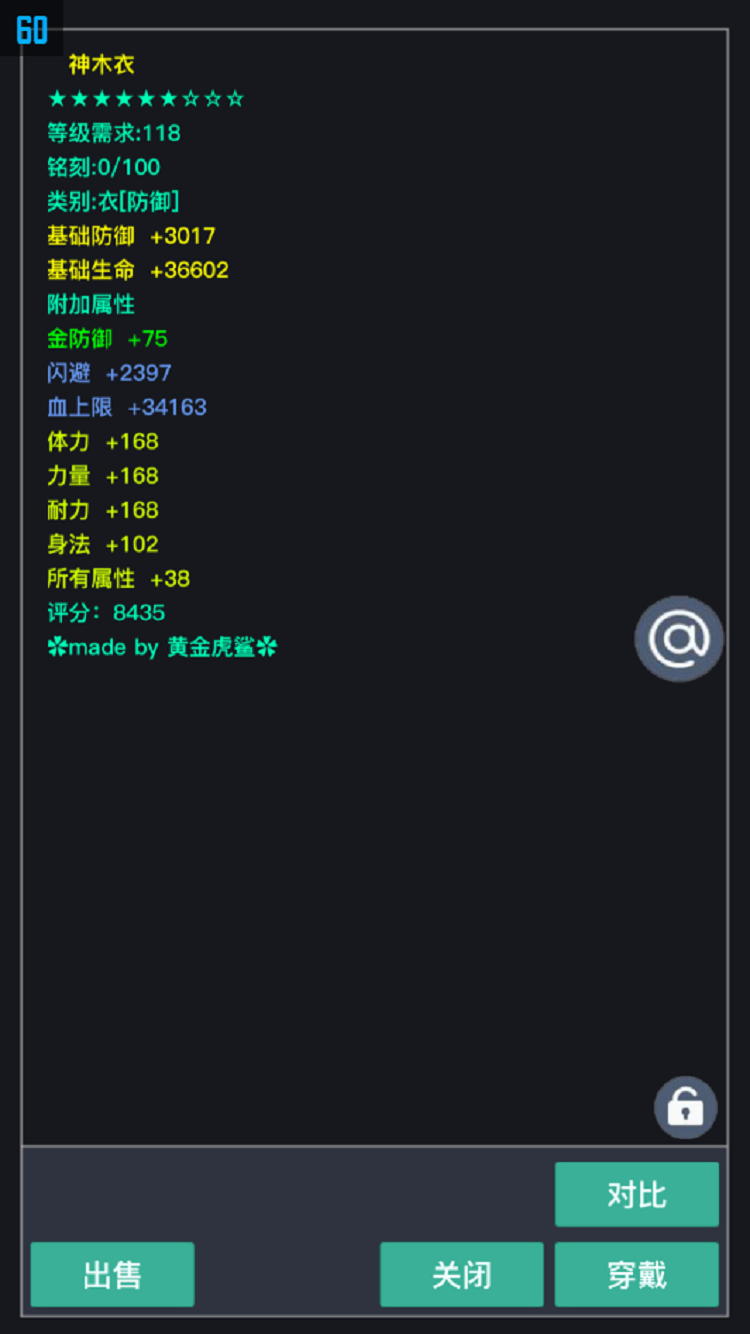 60
神木衣
★★★★★★☆☆☆
等级需求:118
铭刻:0/100
类别:衣[防御]
基础防御 +3017
基础生命 +36602
附加属性
金防御 +75
闪避 +2397
血上限 +34163
体力 +168
力量 +168
耐力 +168
身法 +102
所有属性 +38
评分：8435
✿made by 黄金虎鲨✿
@
对比
出售 关闭 穿戴